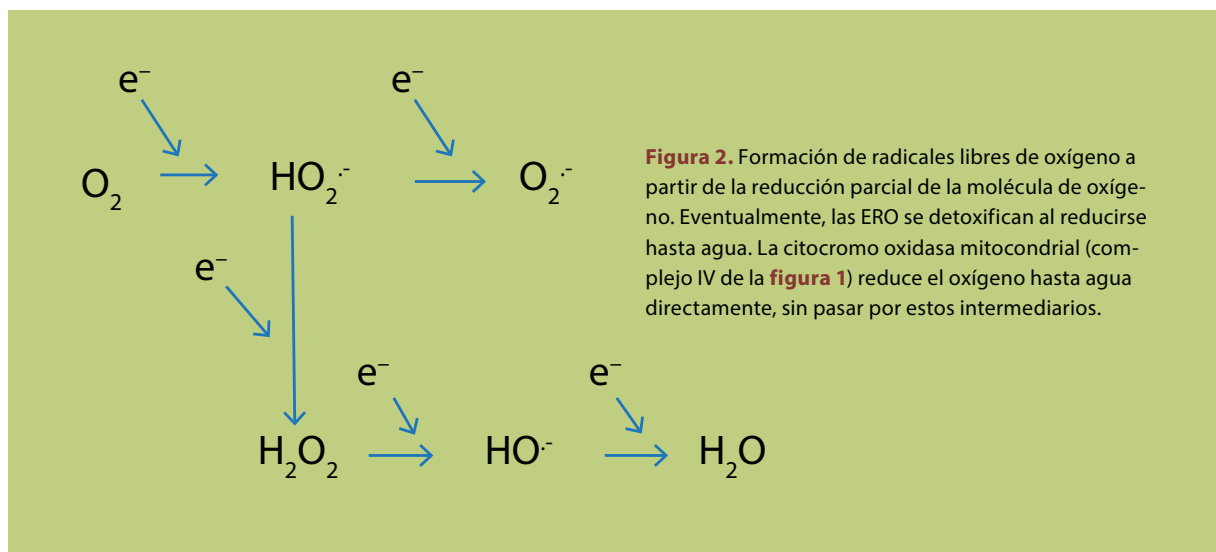 e⁻ e⁻
O₂ HO₂·⁻ O₂·⁻
e⁻
e⁻ e⁻
H₂O₂ HO·⁻ H₂O
Figura 2. Formación de radicales libres de oxígeno a
partir de la reducción parcial de la molécula de oxíge-
no. Eventualmente, las ERO se detoxifican al reducirse
hasta agua. La citocromo oxidasa mitocondrial (com-
plejo IV de la figura 1) reduce el oxígeno hasta agua
directamente, sin pasar por estos intermediarios.